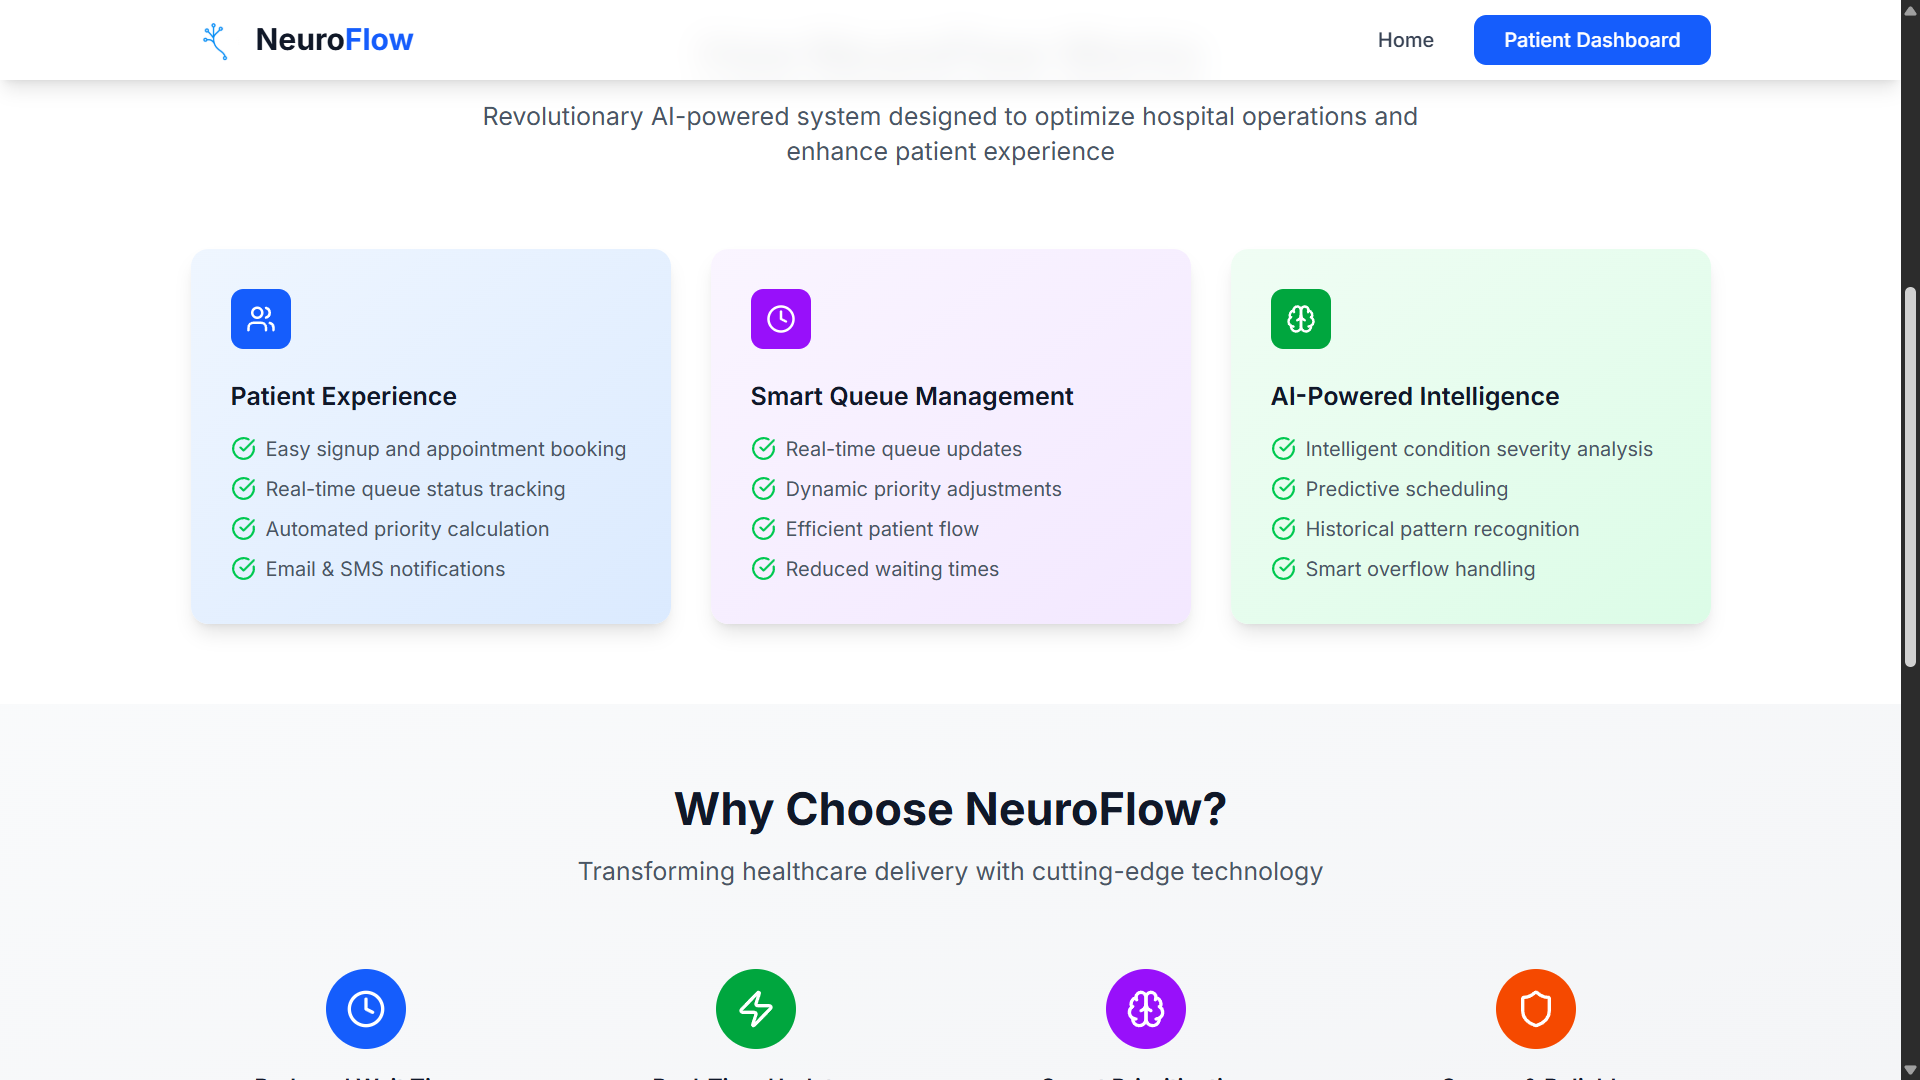 NeuroFlow
Home
Patient Dashboard
Revolutionary AI-powered system designed to optimize hospital operations and
enhance patient experience
Patient Experience
Easy signup and appointment booking
Real-time queue status tracking
Automated priority calculation
Email & SMS notifications
Smart Queue Management
Real-time queue updates
Dynamic priority adjustments
Efficient patient flow
Reduced waiting times
AI-Powered Intelligence
Intelligent condition severity analysis
Predictive scheduling
Historical pattern recognition
Smart overflow handling
Why Choose NeuroFlow?
Transforming healthcare delivery with cutting-edge technology